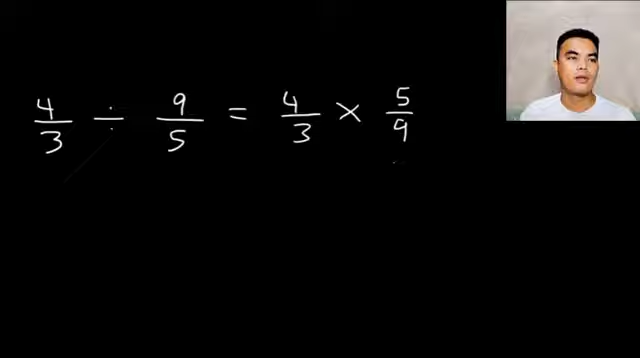 4/3 ÷ 9/5 = 4/3 × 5/9